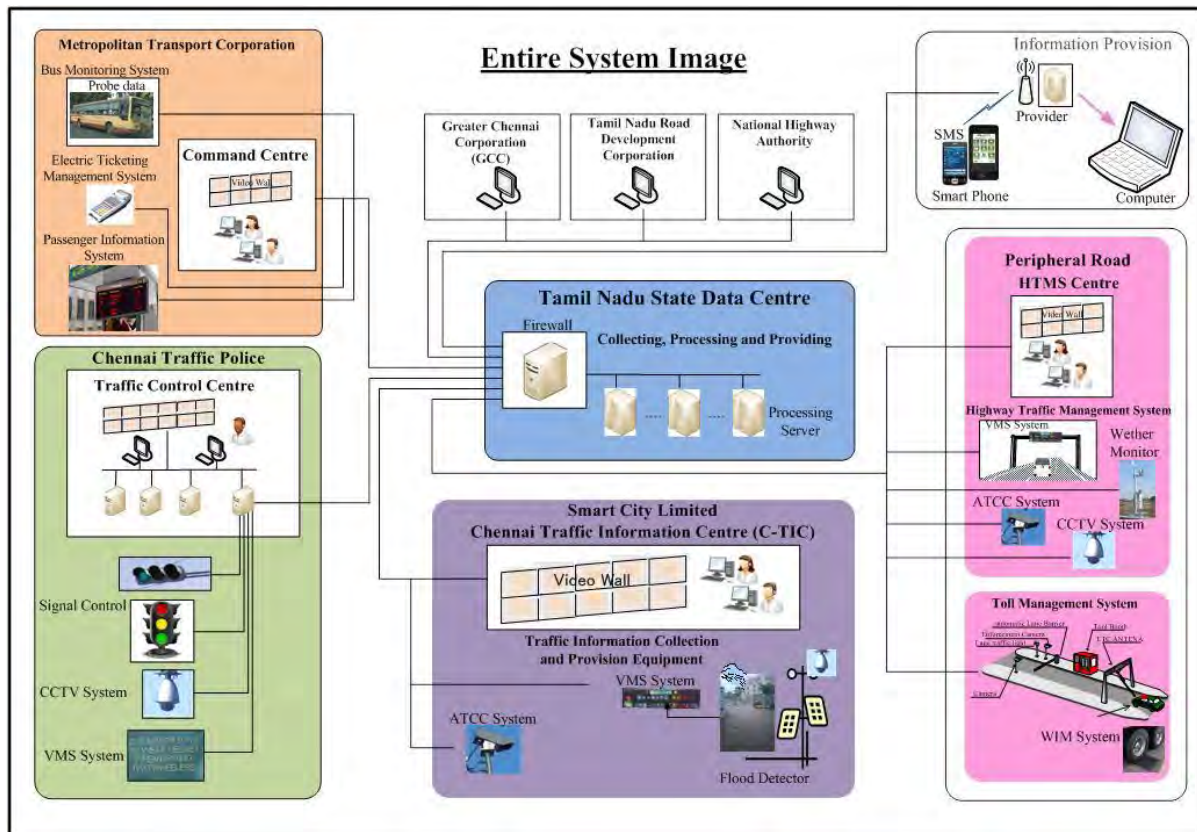 Entire System Image
Metropolitan Transport Corporation
Bus Monitoring System
Probe data
Electric Ticketing
Management System
Passenger Information
System
Command Centre
Video Wall
Greater Chennai
Corporation
(GCC)
Tamil Nadu Road
Development
Corporation
National Highway
Authority
Information Provision
SMS
Provider
Smart Phone
Computer
Chennai Traffic Police
Traffic Control Centre
Signal Control
CCTV System
VMS System
Tamil Nadu State Data Centre
Firewall
Collecting, Processing and Providing
Processing
Server
Smart City Limited
Chennai Traffic Information Centre (C-TIC)
Video Wall
Traffic Information Collection
and Provision Equipment
VMS System
ATCC System
Flood Detector
Peripheral Road
HTMS Centre
Video Wall
Highway Traffic Management System
VMS System
Wether
Monitor
ATCC System
CCTV System
Toll Management System
Automatic Lane Barrier
WIM System